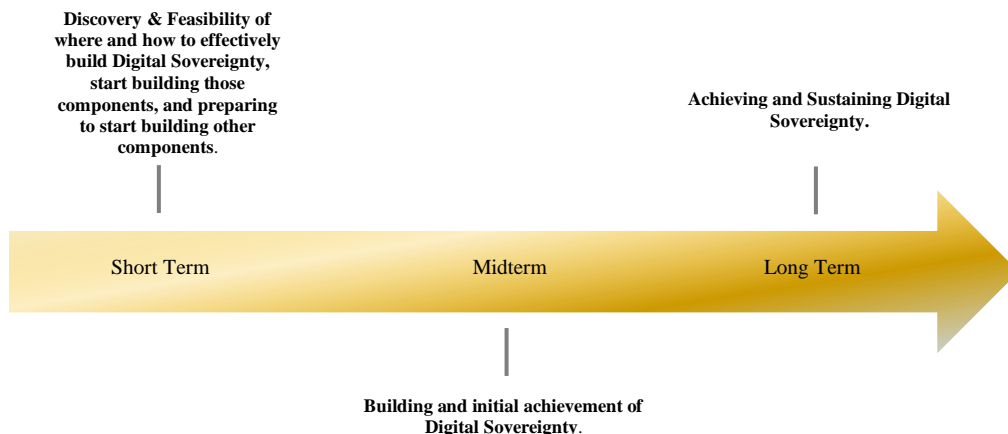 Discovery & Feasibility of
where and how to effectively
build Digital Sovereignty,
start building those
components, and preparing
to start building other
components.
Achieving and Sustaining Digital
Sovereignty.
Short Term
Midterm
Long Term
Building and initial achievement of
Digital Sovereignty.